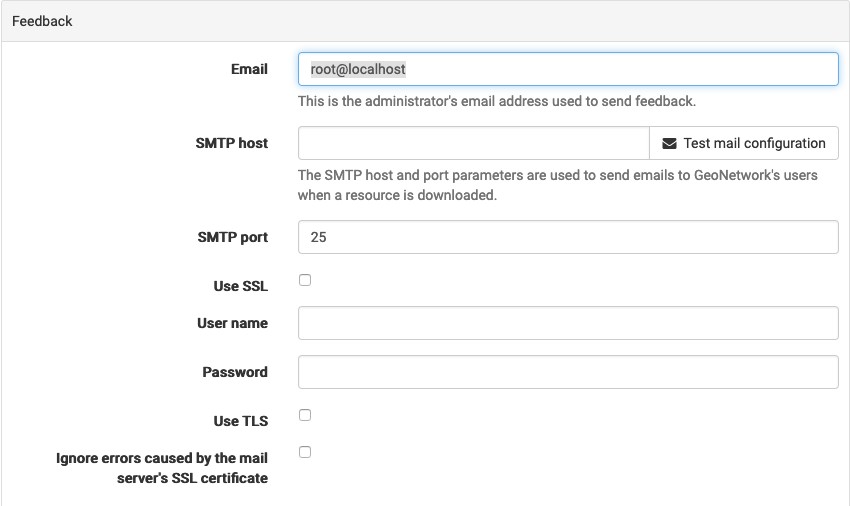 Feedback
Email
root@localhost
This is the administrator's email address used to send feedback.
SMTP host
Test mail configuration
The SMTP host and port parameters are used to send emails to GeoNetwork's users
when a resource is downloaded.
SMTP port
25
Use SSL
User name
Password
Use TLS
Ignore errors caused by the mail
server's SSL certificate